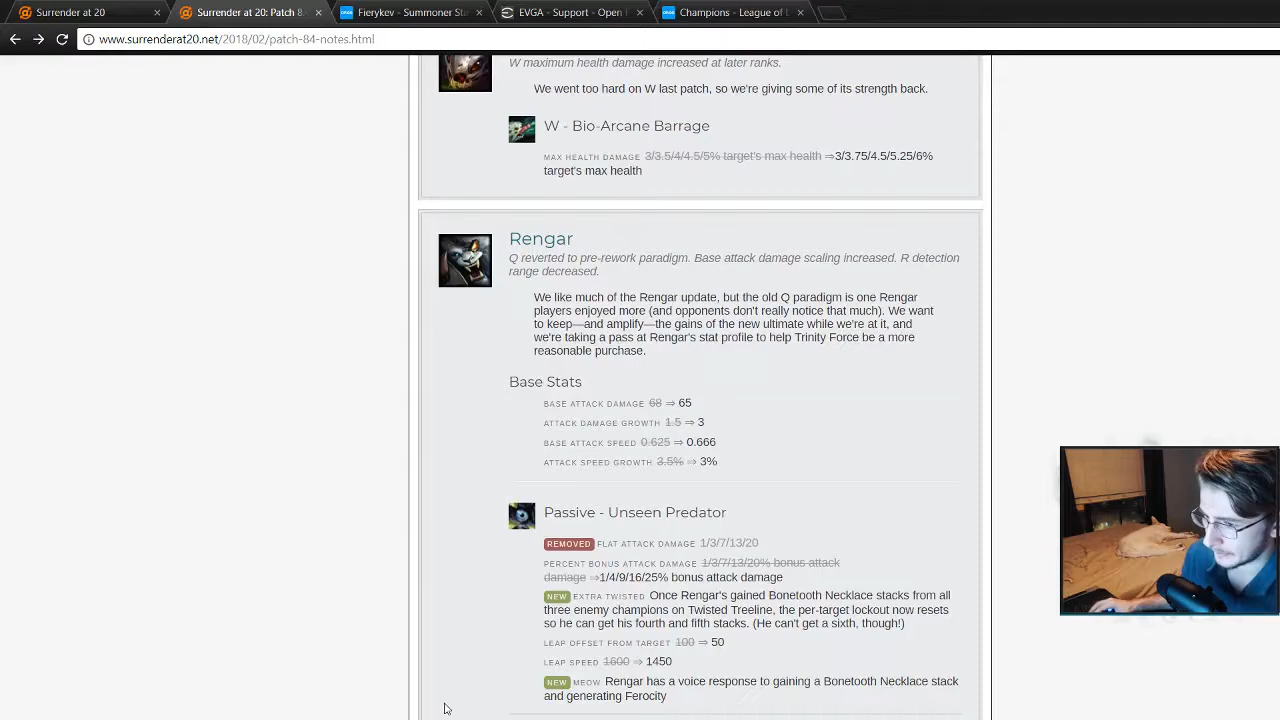 Surrender at 20
Surrender at 20: Patch 8.
Fierykev - Summoner Sta
EVGA - Support - Open
Champions - League of L
www.surrenderat20.net/2018/02/patch-84-notes.html
W maximum health damage increased at later ranks.
We went too hard on W last patch, so we're giving some of its strength back.
W - Bio-Arcane Barrage
MAX HEALTH DAMAGE 3/3.5/4/4.5/5% target's max health ⇒3/3.75/4.5/5.25/6%
target's max health
Rengar
Q reverted to pre-rework paradigm. Base attack damage scaling increased. R detection
range decreased.
We like much of the Rengar update, but the old Q paradigm is one Rengar
players enjoyed more (and opponents don't really notice that much). We want
to keep—and amplify—the gains of the new ultimate while we're at it, and
we're taking a pass at Rengar's stat profile to help Trinity Force be a more
reasonable purchase.
Base Stats
BASE ATTACK DAMAGE 68 ⇒ 65
ATTACK DAMAGE GROWTH 1.5 ⇒ 3
BASE ATTACK SPEED 0.625 ⇒ 0.666
ATTACK SPEED GROWTH 3.5% ⇒ 3%
Passive - Unseen Predator
REMOVED FLAT ATTACK DAMAGE 1/3/7/13/20
PERCENT BONUS ATTACK DAMAGE 1/3/7/13/20% bonus attack
damage ⇒1/4/9/16/25% bonus attack damage
NEW EXTRA TWISTED Once Rengar's gained Bonetooth Necklace stacks from all
three enemy champions on Twisted Treeline, the per-target lockout now resets
so he can get his fourth and fifth stacks. (He can't get a sixth, though!)
LEAP OFFSET FROM TARGET 100 ⇒ 50
LEAP SPEED 1600 ⇒ 1450
NEW MEOW Rengar has a voice response to gaining a Bonetooth Necklace stack
and generating Ferocity